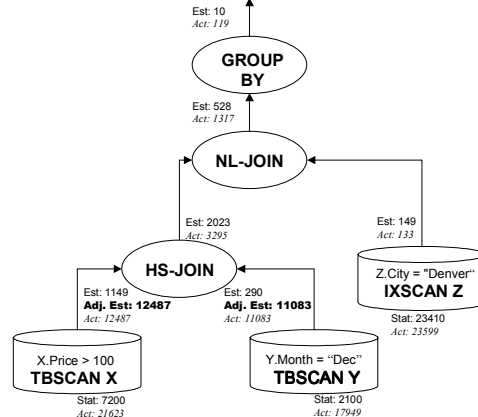 Est: 10
Act: 119
GROUP
BY
Est: 528
Act: 1317
NL-JOIN
Est: 2023
Act: 3295
Est: 149
Act: 133
HS-JOIN
Z.City = "Denver“
IXSCAN Z
Est: 1149
Adj. Est: 12487
Act: 12487
Est: 290
Adj. Est: 11083
Act: 11083
Stat: 23410
Act: 23599
X.Price > 100
TBSCAN X
Y.Month = “Dec”
TBSCAN Y
Stat: 7200
Act: 21623
Stat: 2100
Act: 17949